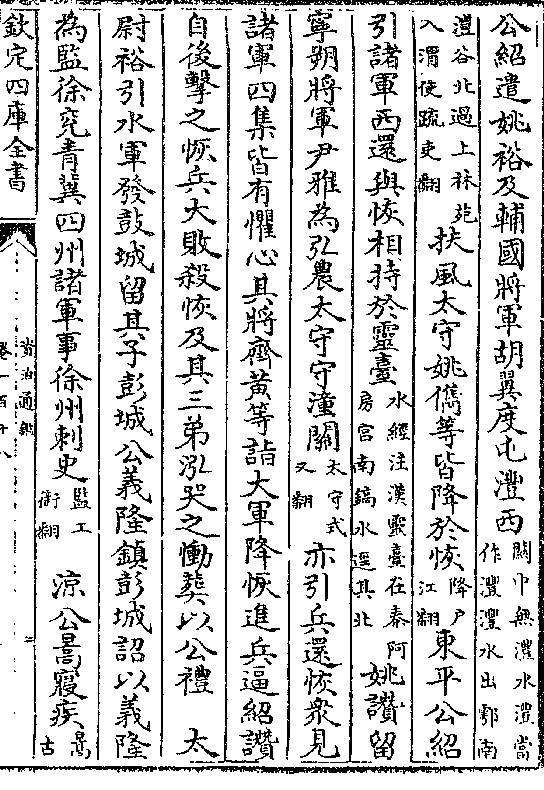 公紹遣姚裕及輔國將軍胡翼度屯澧西關中無澧水澧當作灃灃水出鄠南
灃谷北過上林苑入渭使疏吏翻扶風太守姚儁等皆降於恢降戶江翻東平公紹
引諸軍西還與恢相持於靈臺水經注漢靈臺在秦阿房宮南鎬水逕其北姚讚留
寧朔將軍尹雅為弘農太守守潼關太守式又翻亦引兵還恢衆見
諸軍四集皆有懼心其將齊黄等詣大軍降恢進兵逼紹讚
自後擊之恢兵大敗殺恢及其三弟泓哭之慟葬以公禮 太
尉裕引水軍發彭城留其子彭城公義隆鎮彭城詔以義隆
為監徐兖青冀四州諸軍事徐州刺史監工銜翻 涼公暠寢疾暠古
欽定四庫全書
資治通鑑
卷一百十八
二